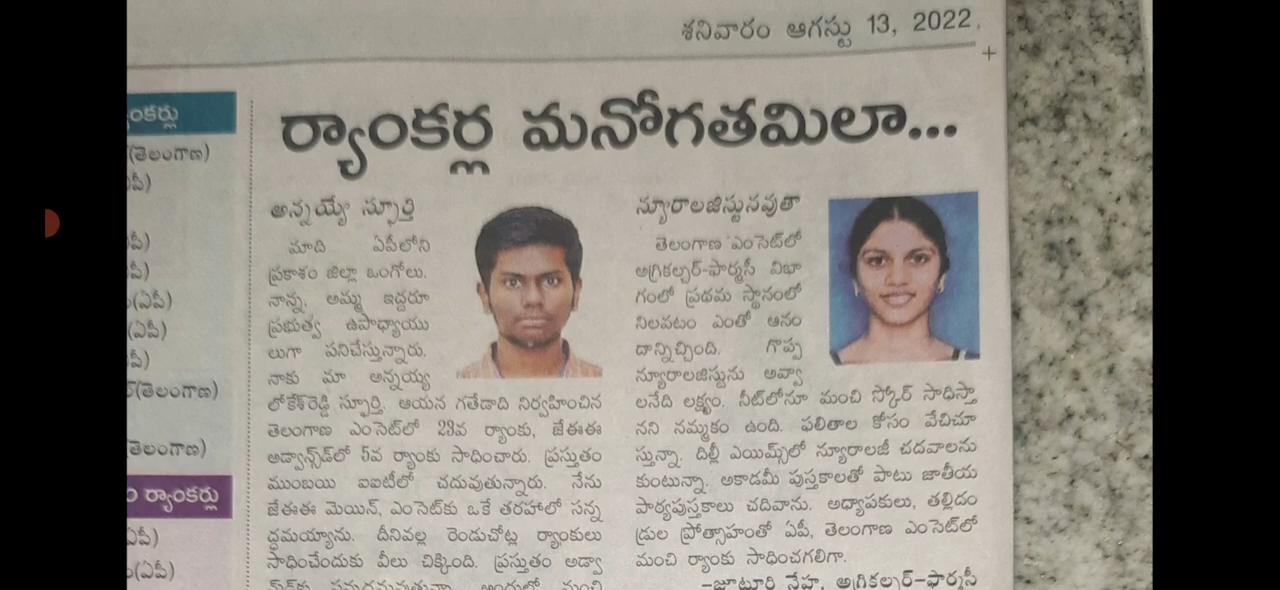 శనివారం ఆగస్టు 13, 2022
ంకర్లు
(తెలంగాణ)
పీ)
పీ)
పీ)
(ఏపీ)
(ఏపీ)
పీ)
(తెలంగాణ)
తెలంగాణ)
ర్యాంకర్లు
ఏపీ)
(ఏపీ)
ర్యాంకర్ల మనోగతమిలా...
అన్నయ్యే స్ఫూర్తి
మాది ఏపీలోని
ప్రకాశం జిల్లా ఒంగోలు.
నాన్న, అమ్మ ఇద్దరూ
ప్రభుత్వ ఉపాధ్యాయు
లుగా పనిచేస్తున్నారు.
నాకు మా అన్నయ్య
లోకేశ్‌రెడ్డి స్ఫూర్తి. ఆయన గతేడాది నిర్వహించిన
తెలంగాణ ఎంసెట్‌లో 23వ ర్యాంకు, జేఈఈ
అడ్వాన్స్‌డ్‌లో 5వ ర్యాంకు సాధించారు. ప్రస్తుతం
ముంబయి ఐఐటీలో చదువుతున్నారు. నేను
జేఈఈ మెయిన్, ఎంసెట్‌కు ఒకే తరహాలో సన్న
ద్ధమయ్యాను. దీనివల్ల రెండుచోట్ల ర్యాంకులు
సాధించేందుకు వీలు చిక్కింది. ప్రస్తుతం అడ్వా
న్యూరాలజిస్టునవుతా
తెలంగాణ ఎంసెట్‌లో
అగ్రికల్చర్-ఫార్మసీ విభా
గంలో ప్రథమ స్థానంలో
నిలవటం ఎంతో ఆనం
దాన్నిచ్చింది. గొప్ప
న్యూరాలజిస్టును అవ్వా
లనేది లక్ష్యం. నీట్‌లోనూ మంచి స్కోర్ సాధిస్తా
నని నమ్మకం ఉంది. ఫలితాల కోసం వేచిచూ
స్తున్నా. దిల్లీ ఎయిమ్స్‌లో న్యూరాలజీ చదవాలను
కుంటున్నా. అకాడమీ పుస్తకాలతో పాటు జాతీయ
పాఠ్యపుస్తకాలు చదివాను. అధ్యాపకులు, తల్లిదం
డ్రుల ప్రోత్సాహంతో ఏపీ, తెలంగాణ ఎంసెట్‌లో
మంచి ర్యాంకు సాధించగలిగా.
-జూటూరి నేహ, అగ్రికల్చర్-ఫార్మసీ